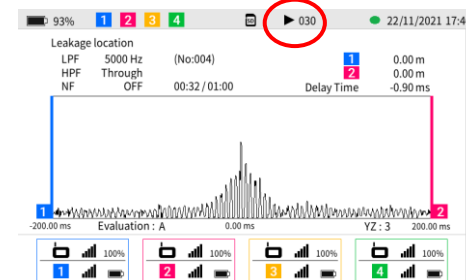 93% 1 2 3 4 030 22/11/2021 17:4
Leakage location
LPF 5000 Hz (No:004) 1 0.00 m
HPF Through 2 0.00 m
NF OFF 00:32 / 01:00 Delay Time -0.90 ms
1 2
-200.00 ms Evaluation : A 0.00 ms YZ : 3 200.00 ms
100% 100% 100% 100%
1 2 3 4